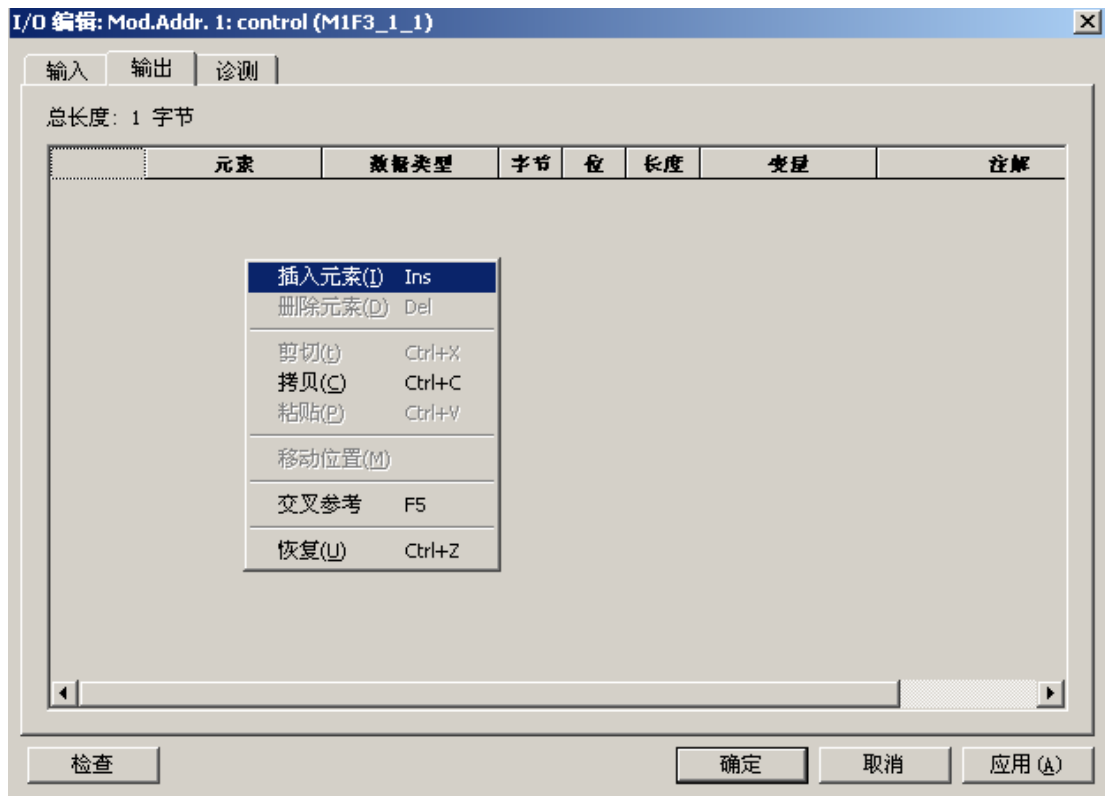 I/O 编辑: Mod.Addr. 1: control (M1F3_1_1)
输入 输出 诊测
总长度: 1 字节
元素 数据类型 字节 位 长度 变量 注解
插入元素(I) Ins
删除元素(D) Del
剪切(t) Ctrl+X
拷贝(C) Ctrl+C
粘贴(P) Ctrl+V
移动位置(M)
交叉参考 F5
恢复(U) Ctrl+Z
检查 确定 取消 应用(A)